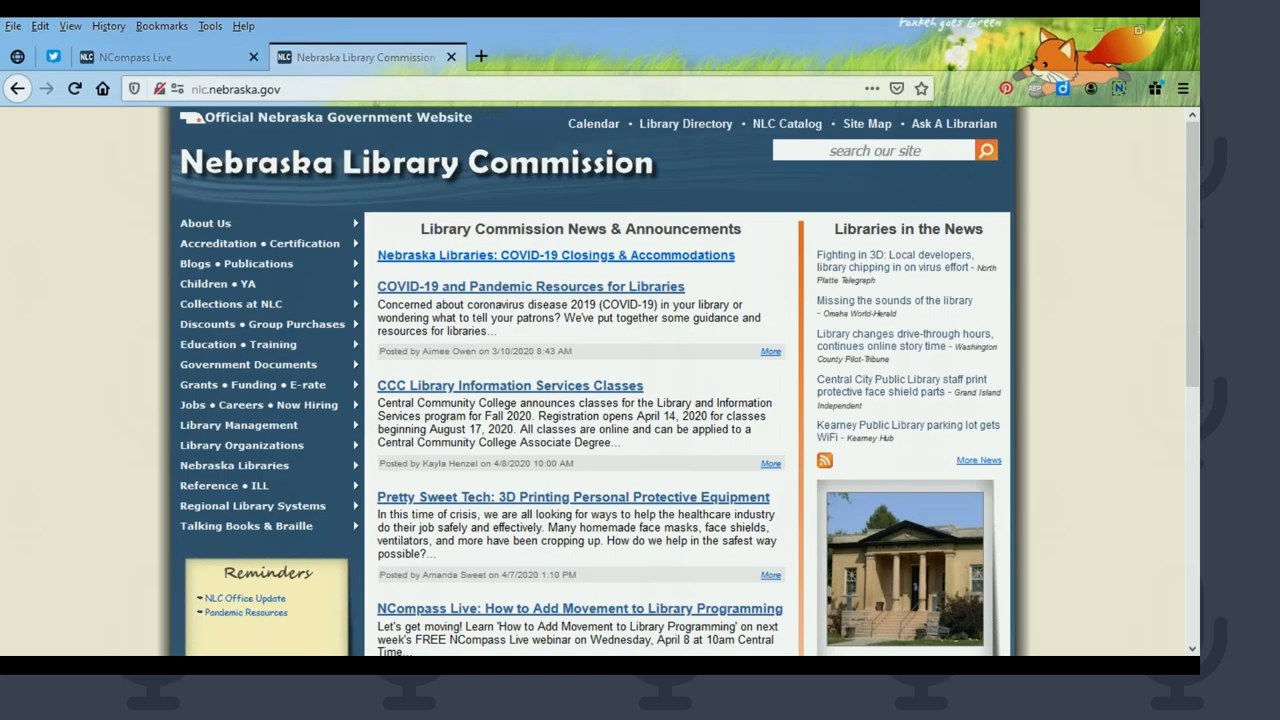 foxkeh goes Green
File Edit View History Bookmarks Tools Help
NLC NCompass Live
NLC Nebraska Library Commission
nlc.nebraska.gov
Official Nebraska Government Website
Calendar • Library Directory • NLC Catalog • Site Map • Ask A Librarian
search our site
Nebraska Library Commission
About Us
Accreditation • Certification
Blogs • Publications
Children • YA
Collections at NLC
Discounts • Group Purchases
Education • Training
Government Documents
Grants • Funding • E-rate
Jobs • Careers • Now Hiring
Library Management
Library Organizations
Nebraska Libraries
Reference • ILL
Regional Library Systems
Talking Books & Braille
Reminders
NLC Office Update
Pandemic Resources
Library Commission News & Announcements
Nebraska Libraries: COVID-19 Closings & Accommodations
COVID-19 and Pandemic Resources for Libraries
Concerned about coronavirus disease 2019 (COVID-19) in your library or
wondering what to tell your patrons? We've put together some guidance and
resources for libraries...
Posted by Aimee Owen on 3/10/2020 8:43 AM More
CCC Library Information Services Classes
Central Community College announces classes for the Library and Information
Services program for Fall 2020. Registration opens April 14, 2020 for classes
beginning August 17, 2020. All classes are online and can be applied to a
Central Community College Associate Degree...
Posted by Kayla Henzel on 4/8/2020 10:00 AM More
Pretty Sweet Tech: 3D Printing Personal Protective Equipment
In this time of crisis, we are all looking for ways to help the healthcare industry
do their job safely and effectively. Many homemade face masks, face shields,
ventilators, and more have been cropping up. How do we help in the safest way
possible?...
Posted by Amanda Sweet on 4/7/2020 1:10 PM More
NCompass Live: How to Add Movement to Library Programming
Let's get moving! Learn 'How to Add Movement to Library Programming' on next
week's FREE NCompass Live webinar on Wednesday, April 8 at 10am Central
Time...
Libraries in the News
Fighting in 3D: Local developers,
library chipping in on virus effort - North
Platte Telegraph
Missing the sounds of the library
- Omaha World-Herald
Library changes drive-through hours,
continues online story time - Washington
County Pilot-Tribune
Central City Public Library staff print
protective face shield parts - Grand Island
Independent
Kearney Public Library parking lot gets
WiFi - Kearney Hub
More News